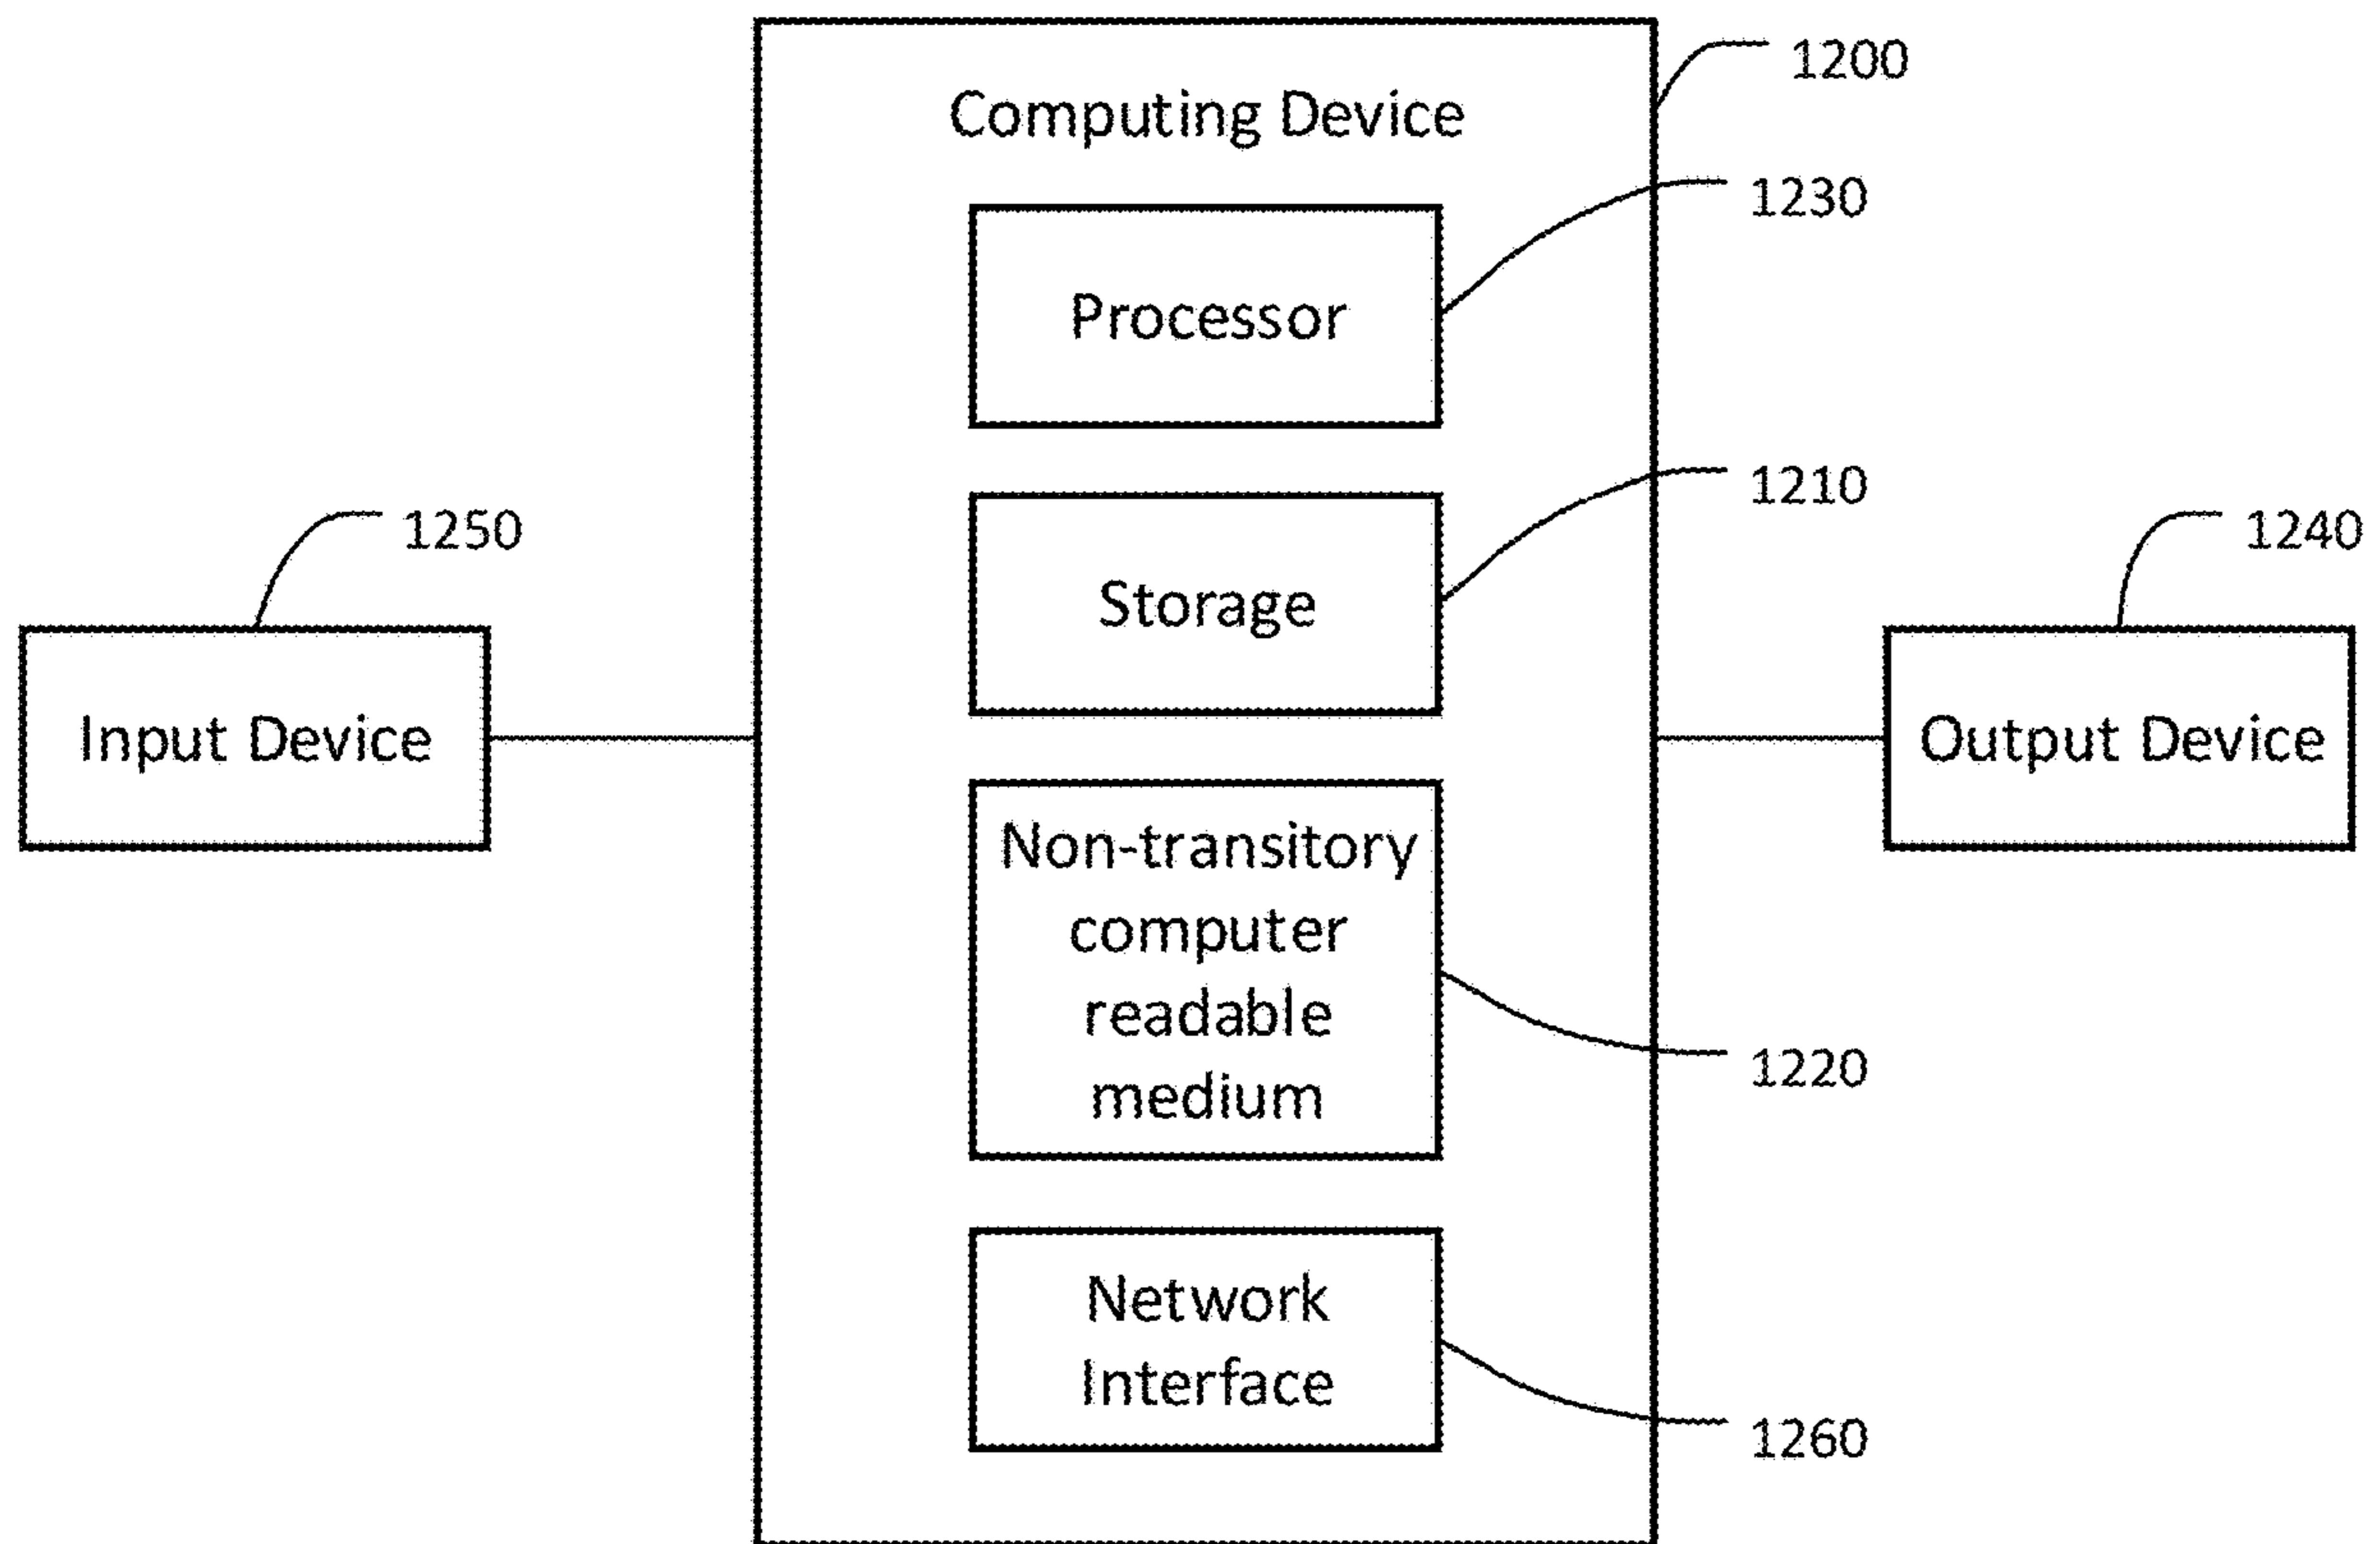 Computing Device
1200
Processor
1230
Storage
1210
Input Device
1250
Output Device
1240
Non-transitory
computer
readable
medium
1220
Network
Interface
1260